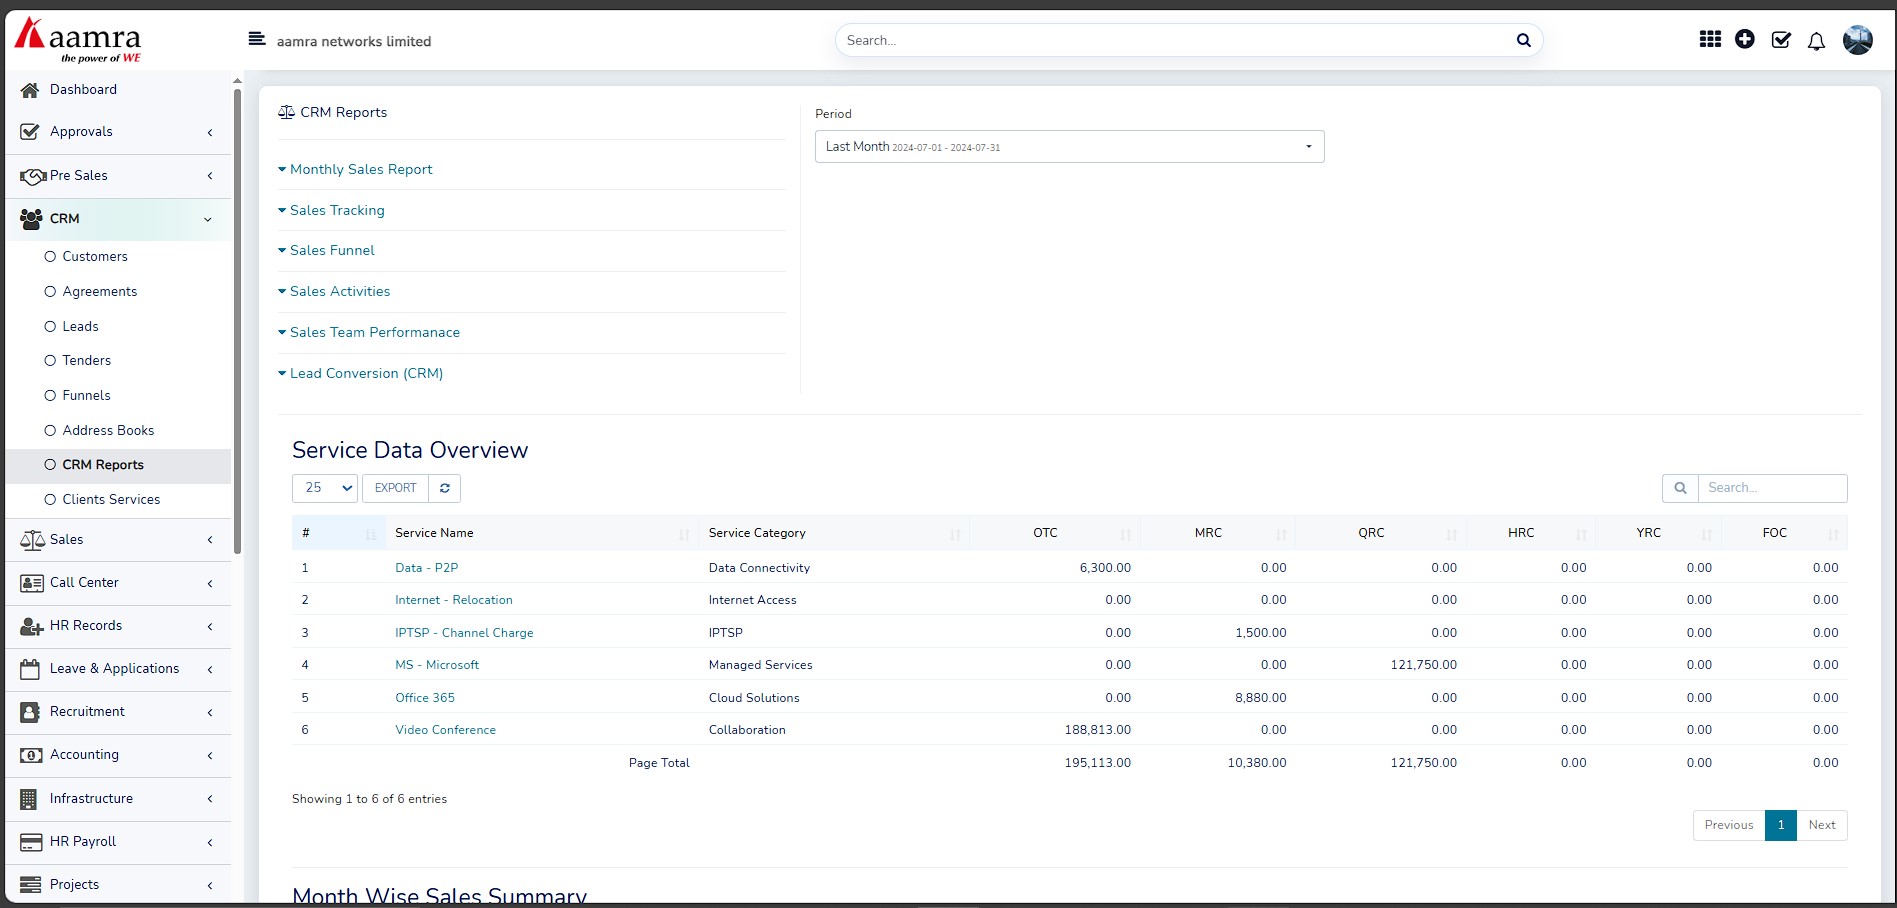 aamra
the power of WE
aamra networks limited
Search...
Dashboard
Approvals
Pre Sales
CRM
Customers
Agreements
Leads
Tenders
Funnels
Address Books
CRM Reports
Clients Services
Sales
Call Center
HR Records
Leave & Applications
Recruitment
Accounting
Infrastructure
HR Payroll
Projects
CRM Reports
Monthly Sales Report
Sales Tracking
Sales Funnel
Sales Activities
Sales Team Performanace
Lead Conversion (CRM)
Period
Last Month 2024-07-01 - 2024-07-31
Service Data Overview
25 EXPORT Search...
# Service Name Service Category OTC MRC QRC HRC YRC FOC
1 Data - P2P Data Connectivity 6,300.00 0.00 0.00 0.00 0.00 0.00
2 Internet - Relocation Internet Access 0.00 0.00 0.00 0.00 0.00 0.00
3 IPTSP - Channel Charge IPTSP 0.00 1,500.00 0.00 0.00 0.00 0.00
4 MS - Microsoft Managed Services 0.00 0.00 121,750.00 0.00 0.00 0.00
5 Office 365 Cloud Solutions 0.00 8,880.00 0.00 0.00 0.00 0.00
6 Video Conference Collaboration 188,813.00 0.00 0.00 0.00 0.00 0.00
Page Total 195,113.00 10,380.00 121,750.00 0.00 0.00 0.00
Showing 1 to 6 of 6 entries
Previous 1 Next
Month Wise Sales Summary